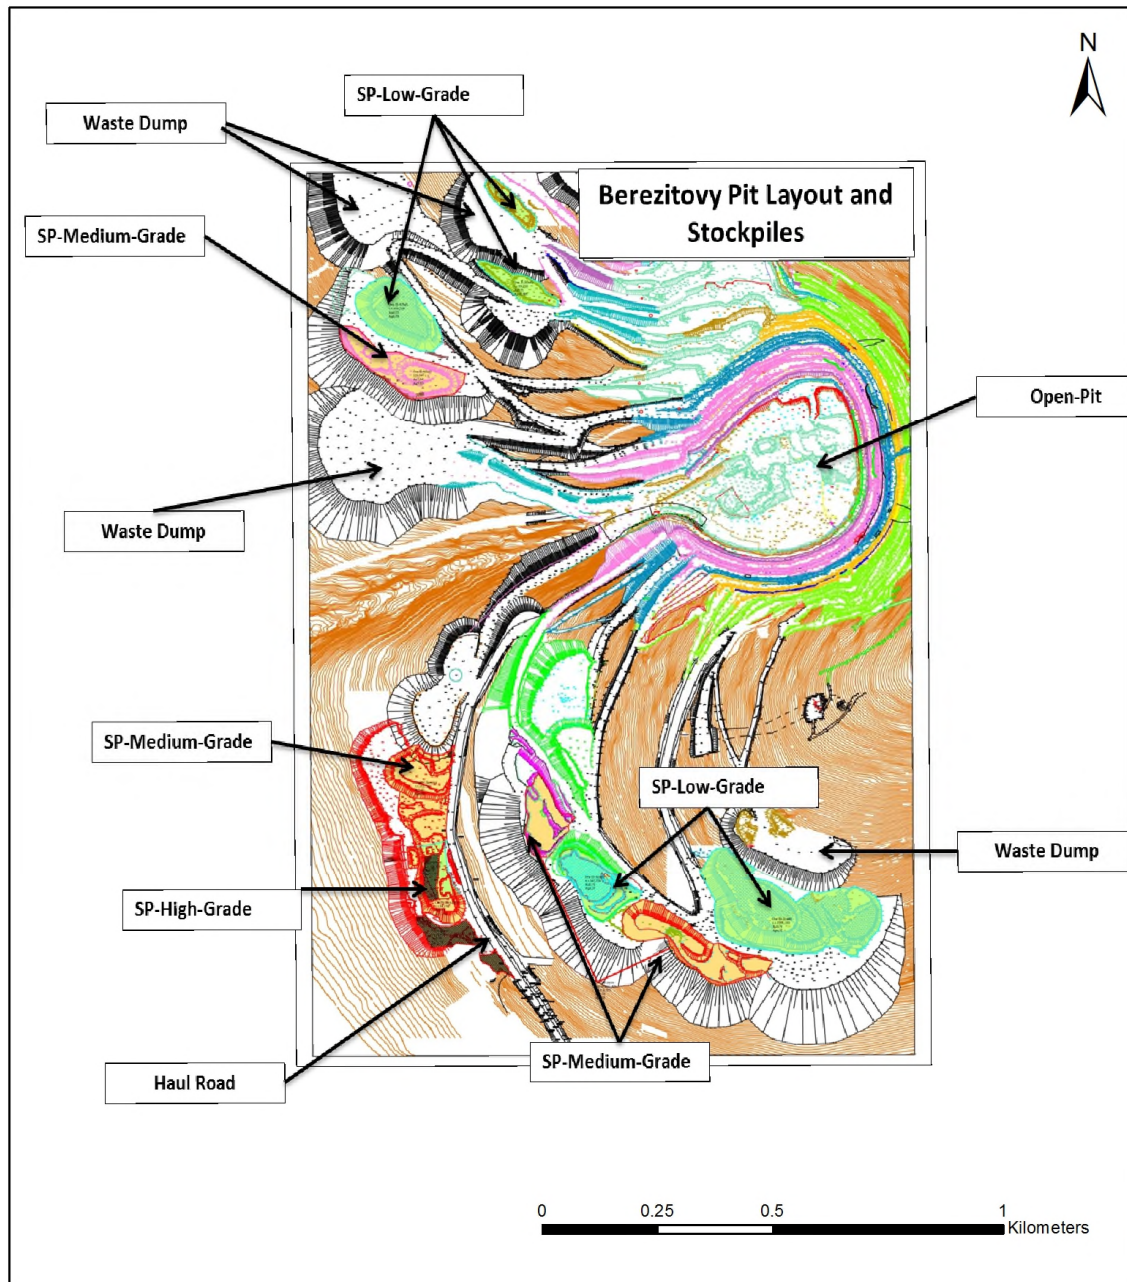 N
SP-Low-Grade
Waste Dump
Berezitovy Pit Layout and
Stockpiles
SP-Medium-Grade
Open-Pit
Waste Dump
SP-Medium-Grade
SP-Low-Grade
Waste Dump
SP-High-Grade
SP-Medium-Grade
Haul Road
0 0.25 0.5 1
Kilometers